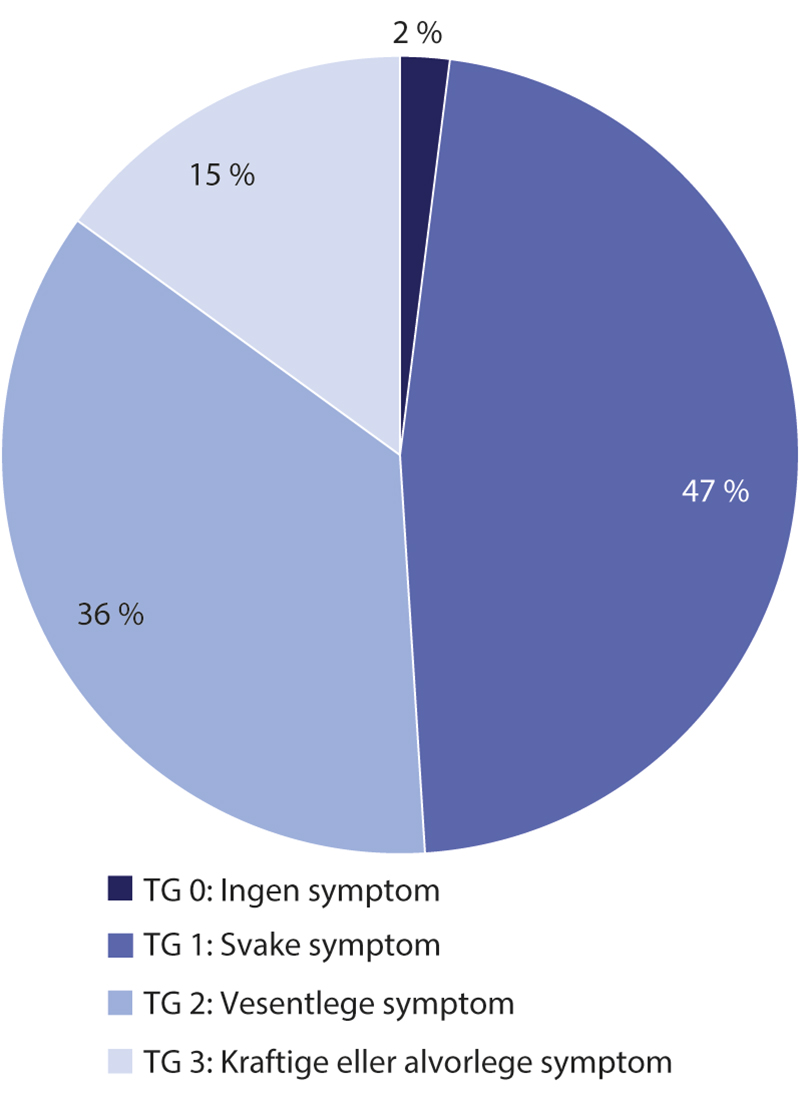 2 %
15 %
47 %
36 %
TG 0: Ingen symptom
TG 1: Svake symptom
TG 2: Vesentlege symptom
TG 3: Kraftige eller alvorlege symptom